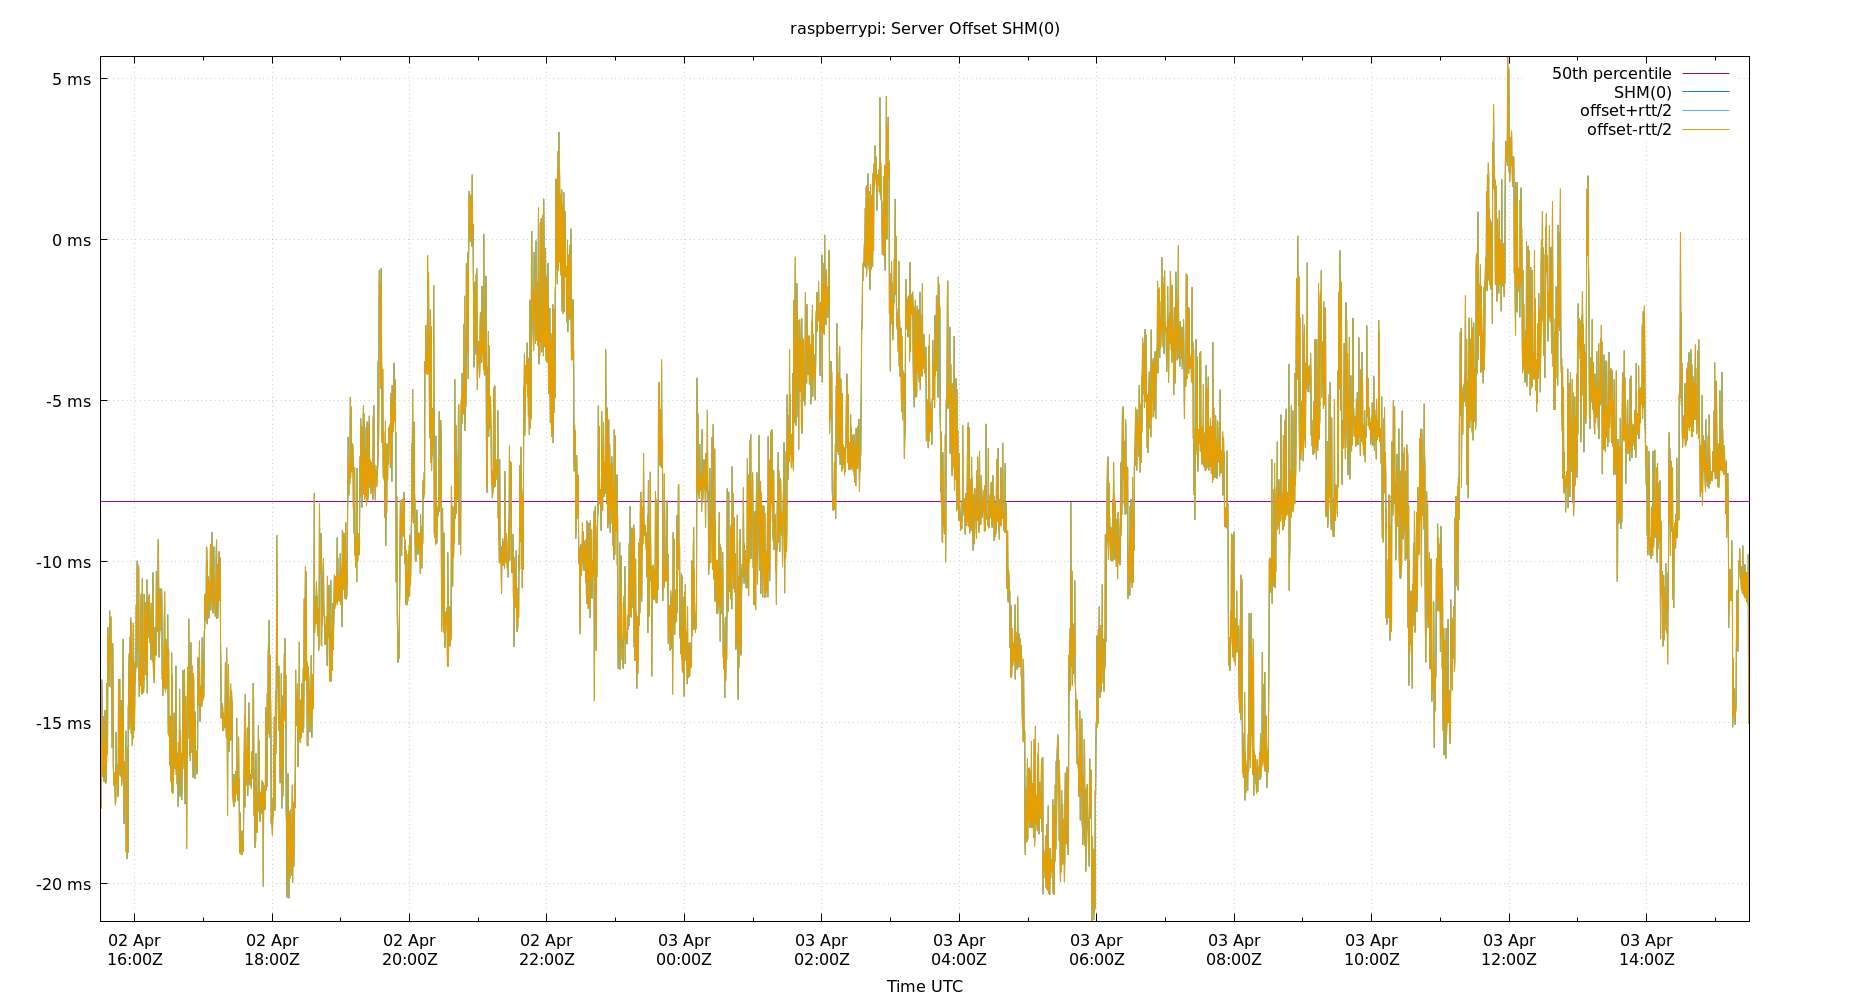 raspberrypi: Server Offset SHM(0)
50th percentile
SHM(0)
offset+rtt/2
offset-rtt/2
5 ms
0 ms
-5 ms
-10 ms
-15 ms
-20 ms
02 Apr 02 Apr 02 Apr 02 Apr 03 Apr 03 Apr 03 Apr 03 Apr 03 Apr 03 Apr 03 Apr 03 Apr
16:00Z 18:00Z 20:00Z 22:00Z 00:00Z 02:00Z 04:00Z 06:00Z 08:00Z 10:00Z 12:00Z 14:00Z
Time UTC